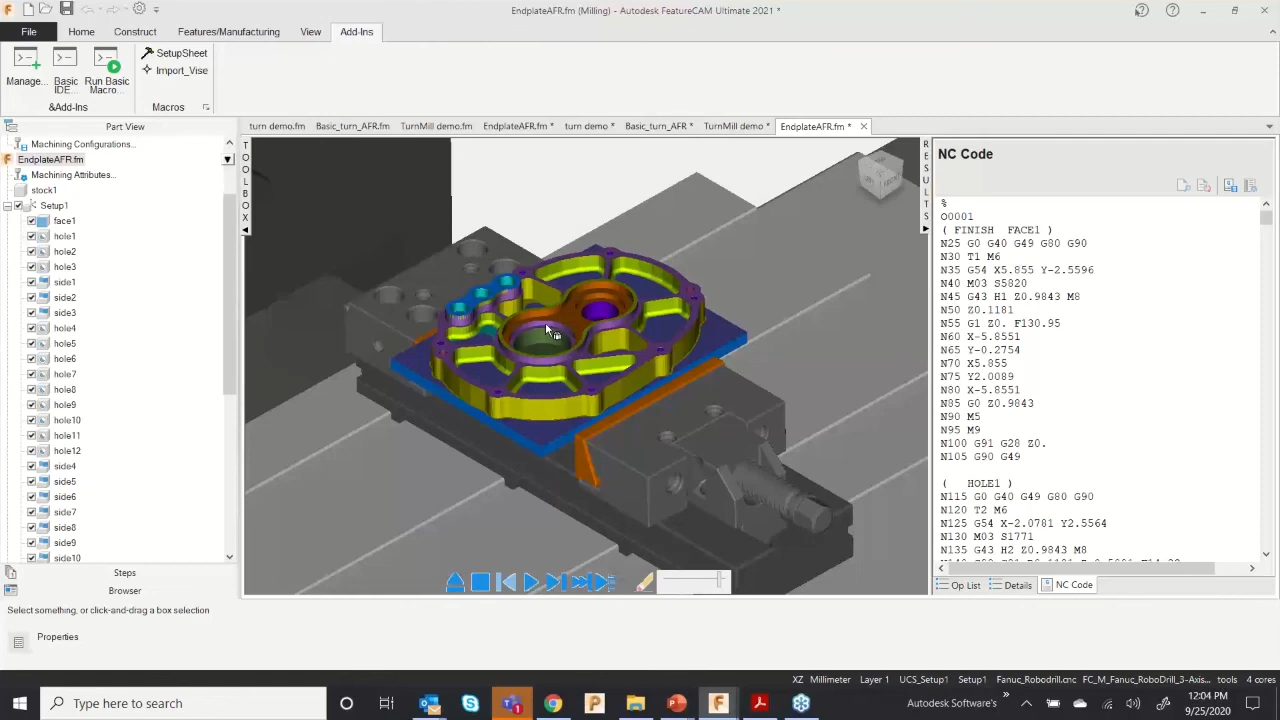 EndplateAFR.fm (Milling) - Autodesk FeatureCAM Ultimate 2021 *
File Home Construct Features/Manufacturing View Add-Ins
Manage... Basic IDE... Run Basic Macro...
SetupSheet
Import_Vise
&Add-Ins Macros
Part View
turn demo.fm Basic_turn_AFR.fm TurnMill demo.fm EndplateAFR.fm * turn demo * Basic_turn_AFR * TurnMill demo * EndplateAFR.fm *
Machining Configurations...
EndplateAFR.fm
Machining Attributes...
stock1
Setup1
face1
hole1
hole2
hole3
side1
side2
side3
hole4
hole5
hole6
hole7
hole8
hole9
hole10
hole11
hole12
side4
side5
side6
side7
side8
side9
side10
Steps
Browser
TOOLBOX
RESULTS
NC Code
%
O0001
( FINISH FACE1 )
N25 G0 G40 G49 G80 G90
N30 T1 M6
N35 G54 X5.855 Y-2.5596
N40 M03 S5820
N45 G43 H1 Z0.9843 M8
N50 Z0.1181
N55 G1 Z0. F130.95
N60 X-5.8551
N65 Y-0.2754
N70 X5.855
N75 Y2.0089
N80 X-5.8551
N85 G0 Z0.9843
N90 M5
N95 M9
N100 G91 G28 Z0.
N105 G90 G49
( HOLE1 )
N115 G0 G40 G49 G80 G90
N120 T2 M6
N125 G54 X-2.0781 Y2.5564
N130 M03 S1771
N135 G43 H2 Z0.9843 M8
Op List Details NC Code
Select something, or click-and-drag a box selection
Properties
XZ Millimeter Layer 1 UCS_Setup1 Setup1 Fanuc_Robodrill.cnc FC_M_Fanuc_RoboDrill_3-Axis... tools 4 cores
Type here to search
Autodesk Software's
12:04 PM
9/25/2020